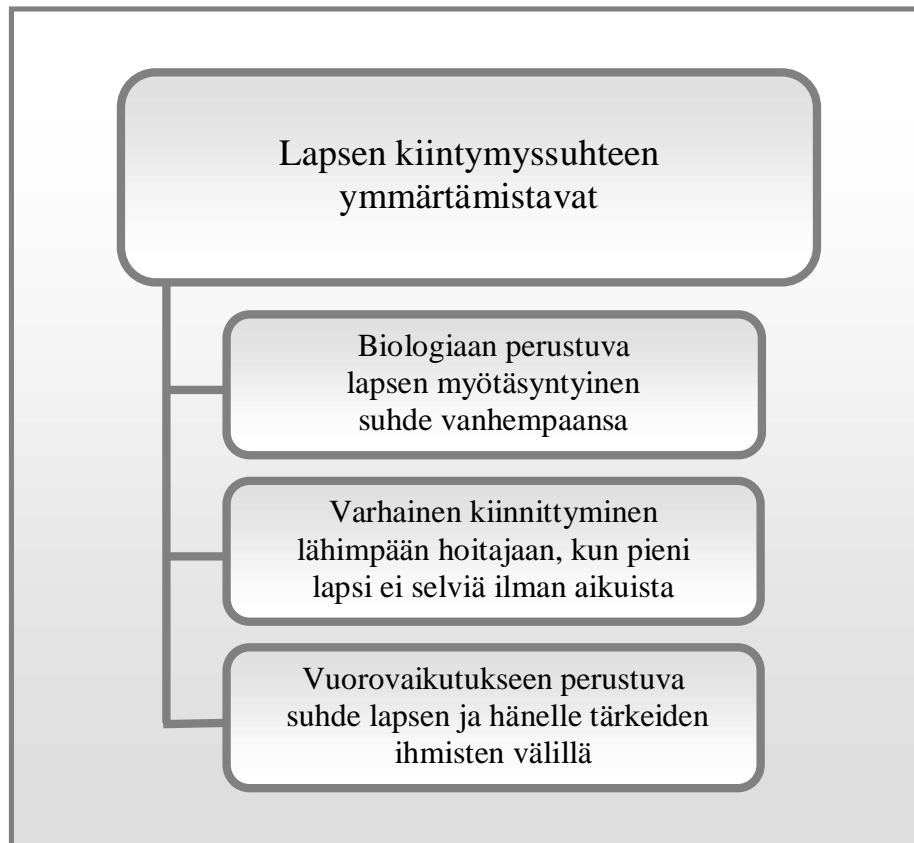 Lapsen kiintymyssuhteen
ymmärtämistavat
Biologiaan perustuva
lapsen myötäsyntyinen
suhde vanhempaansa
Varhainen kiinnittyminen
lähimpään hoitajaan, kun pieni
lapsi ei selviä ilman aikuista
Vuorovaikutukseen perustuva
suhde lapsen ja hänelle tärkeiden
ihmisten välillä